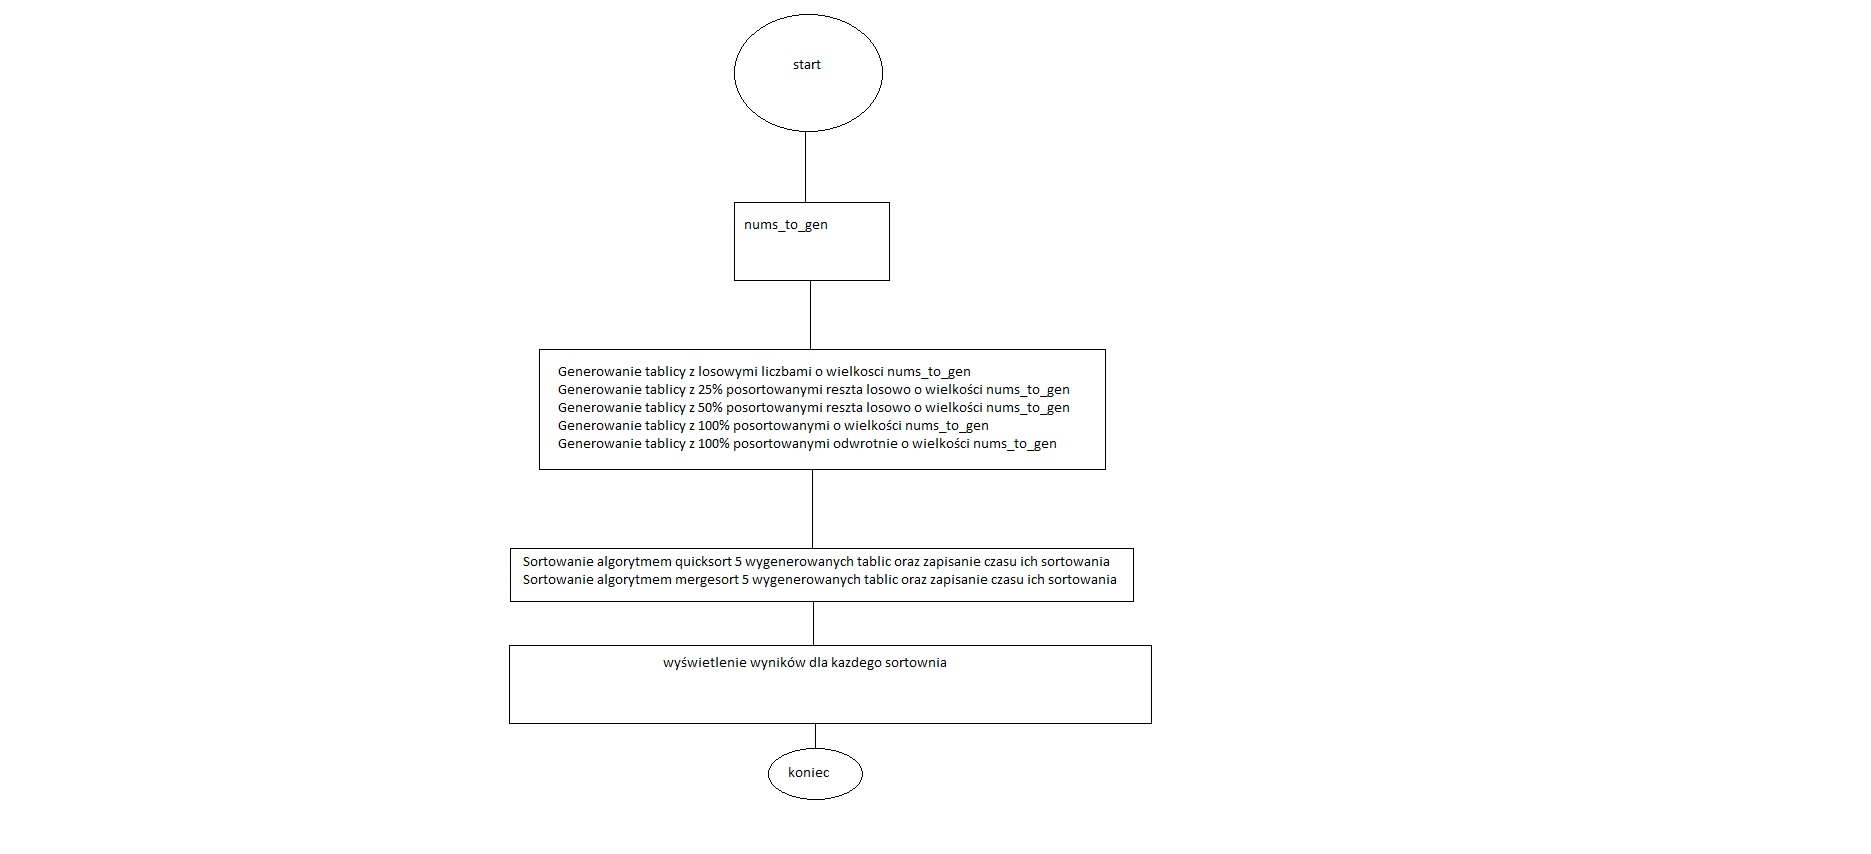 start
nums_to_gen
Generowanie tablicy z losowymi liczbami o wielkosci nums_to_gen
Generowanie tablicy z 25% posortowanymi reszta losowo o wielkości nums_to_gen
Generowanie tablicy z 50% posortowanymi reszta losowo o wielkości nums_to_gen
Generowanie tablicy z 100% posortowanymi o wielkości nums_to_gen
Generowanie tablicy z 100% posortowanymi odwrotnie o wielkości nums_to_gen
Sortowanie algorytmem quicksort 5 wygenerowanych tablic oraz zapisanie czasu ich sortowania
Sortowanie algorytmem mergesort 5 wygenerowanych tablic oraz zapisanie czasu ich sortowania
wyświetlenie wyników dla kazdego sortownia
koniec